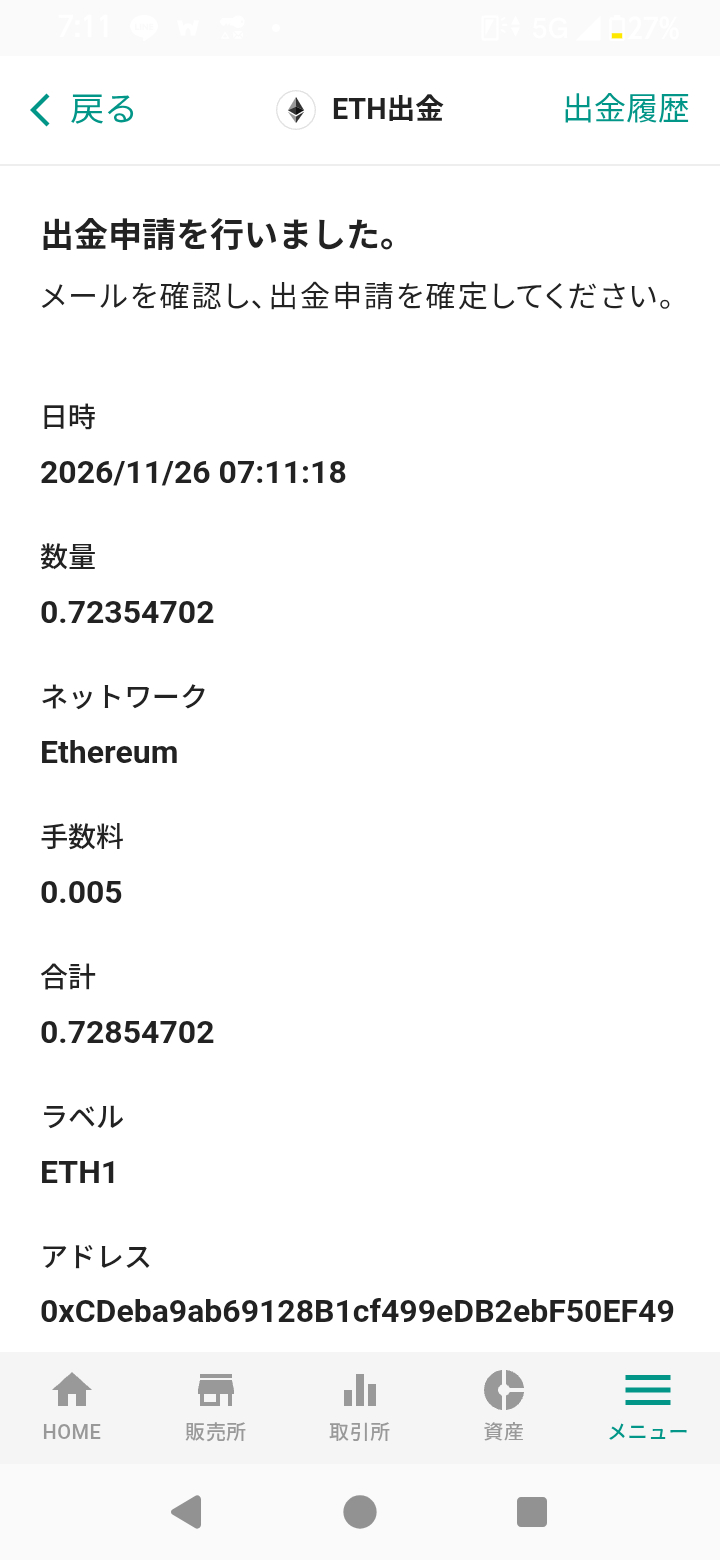 7:11 5G 27%
戻る ETH出金 出金履歴
出金申請を行いました。
メールを確認し、出金申請を確定してください。
日時
2026/11/26 07:11:18
数量
0.72354702
ネットワーク
Ethereum
手数料
0.005
合計
0.72854702
ラベル
ETH1
アドレス
0xCDeba9ab69128B1cf499eDB2ebF50EF49
HOME 販売所 取引所 資産 メニュー